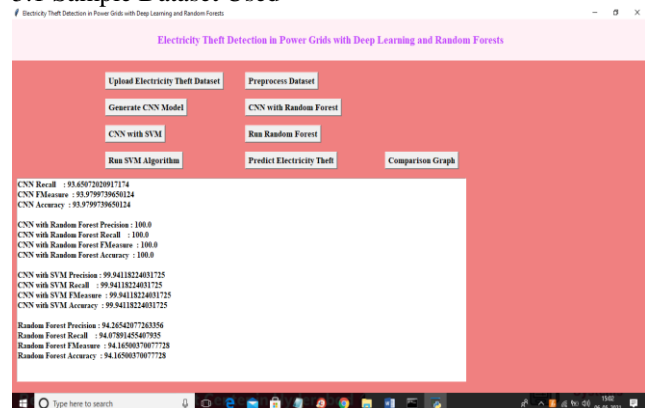 5.1 Sample Dataset Used
Electricity Theft Detection in Power Grids with Deep Learning and Random Forests
Electricity Theft Detection in Power Grids with Deep Learning and Random Forests
Upload Electricity Theft Dataset Preprocess Dataset
Generate CNN Model CNN with Random Forest
CNN with SVM Run Random Forest
Run SVM Algorithm Predict Electricity Theft Comparison Graph
CNN Recall : 93.65072020917174
CNN FMeasure : 93.9799739650124
CNN Accuracy : 93.9799739650124
CNN with Random Forest Precision : 100.0
CNN with Random Forest Recall : 100.0
CNN with Random Forest FMeasure : 100.0
CNN with Random Forest Accuracy : 100.0
CNN with SVM Precision : 99.94118224031725
CNN with SVM Recall : 99.94118224031725
CNN with SVM FMeasure : 99.94118224031725
CNN with SVM Accuracy : 99.94118224031725
Random Forest Precision : 94.26542077263356
Random Forest Recall : 94.07891455407935
Random Forest FMeasure : 94.16500370077728
Random Forest Accuracy : 94.16500370077728
Type here to search 15:02